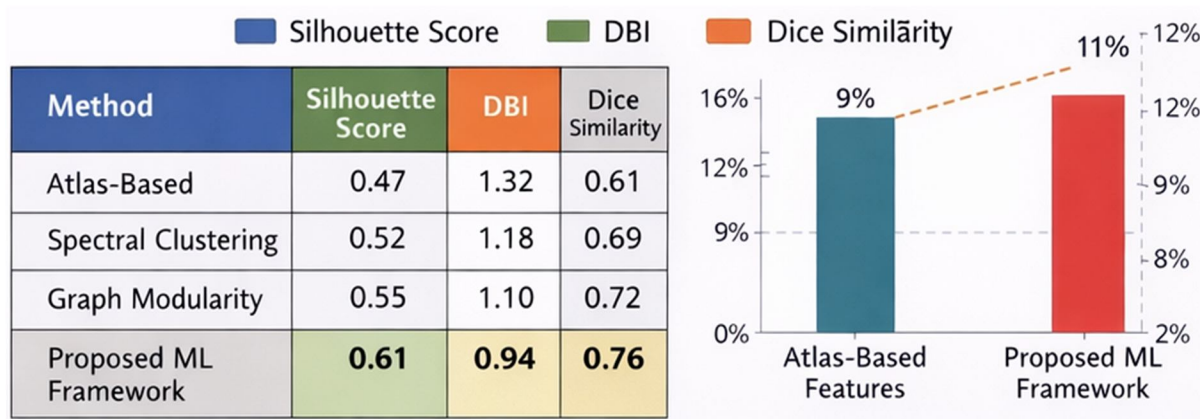 Silhouette Score DBI Dice Similārity
Method Silhouette Score DBI Dice Similarity
Atlas-Based 0.47 1.32 0.61
Spectral Clustering 0.52 1.18 0.69
Graph Modularity 0.55 1.10 0.72
Proposed ML Framework 0.61 0.94 0.76
16%
12%
9%
0%
9%
11%
12%
12%
9%
8%
2%
Atlas-Based
Features
Proposed ML
Framework